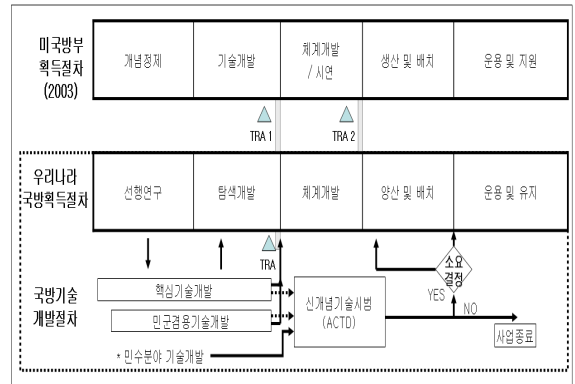 미국방부
획득절차
(2003)
개념정제
기술개발
체계개발
/ 시연
생산 및 배치
운용 및 지원
TRA 1
TRA 2
우리나라
국방획득절차
선행연구
탐색개발
체계개발
양산 및 배치
운용 및 유지
TRA
국방기술
개발절차
핵심기술개발
민군겸용기술개발
* 민수분야 기술개발
신개념기술시범
(ACTD)
소요
결정
YES
NO
사업종료